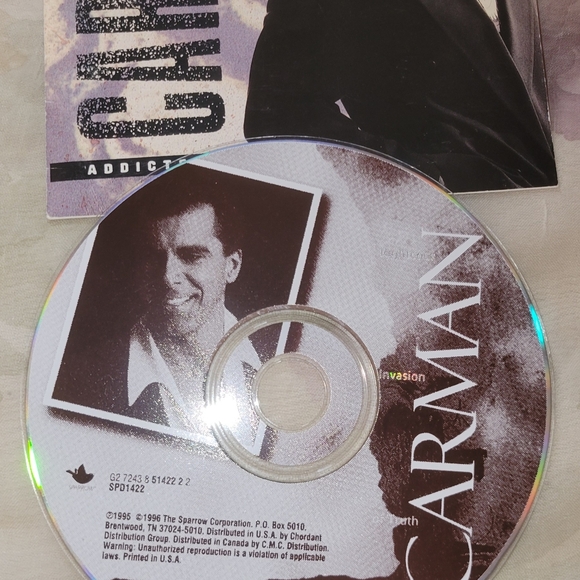 CAR
ADDICT
Invasion
Truth
CARMAN
G2 7243 8 51422 2 2
SPD1422
℗1995 ©1996 The Sparrow Corporation. P.O. Box 5010.
Brentwood, TN 37024-5010. Distributed in U.S.A. by Chordant
Distribution Group. Distributed in Canada by C.M.C. Distribution.
Warning: Unauthorized reproduction is a violation of applicable
laws. Printed in U.S.A.